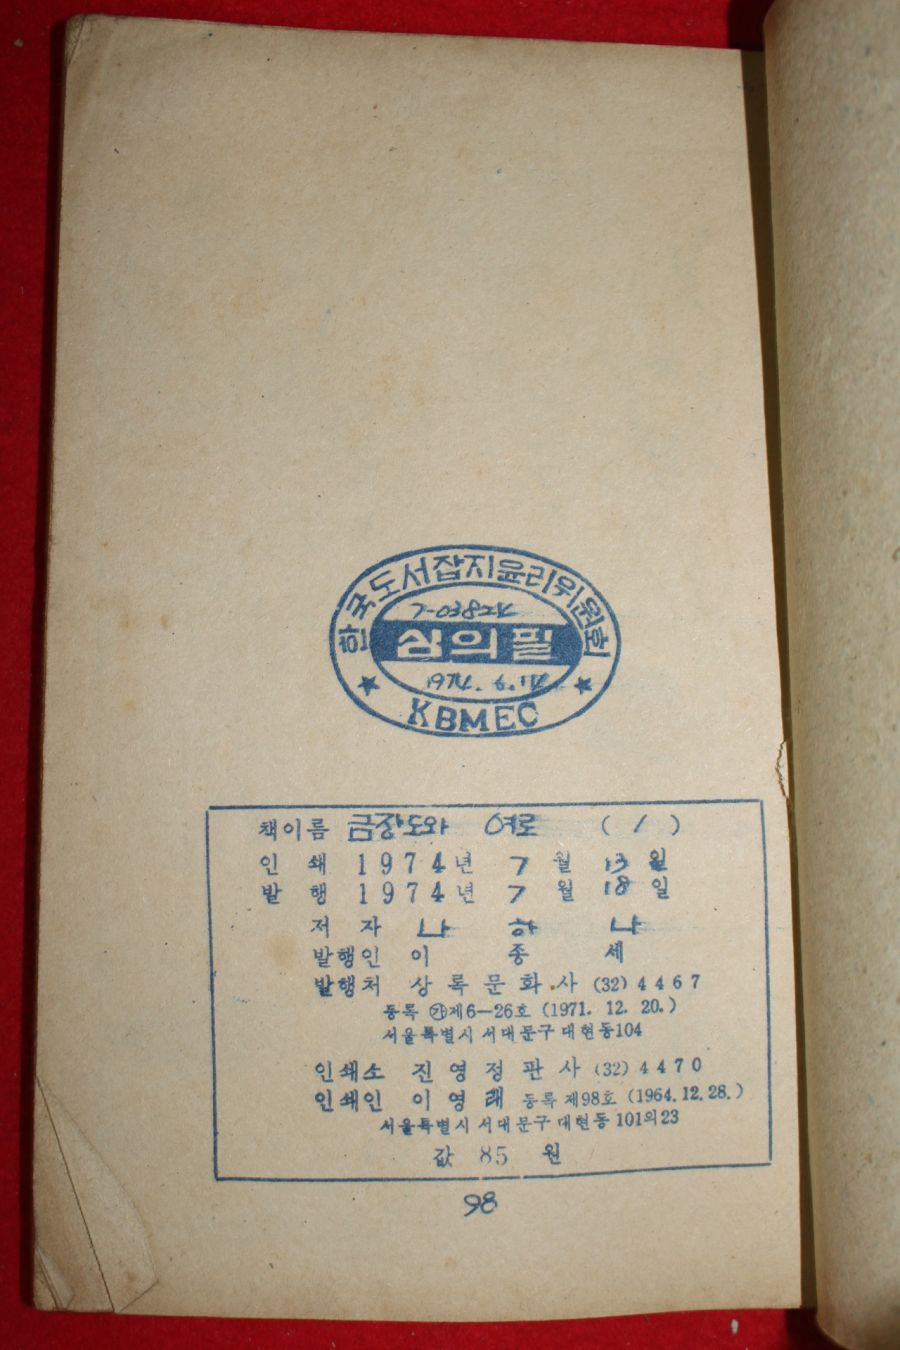 한국도서잡지윤리위원회
7-03824
심의필
1974. 6. 14
KBMEC
책이름 금장도와 여로 (1)
인 쇄 1974년 7 월 13 일
발 행 1974년 7 월 18 일
저 자 나 하 나
발행인 이 종 세
발행처 상록문화사 (32) 4467
등록 ㉮제6—26호 (1971. 12. 20.)
서울특별시 서대문구 대현동104
인쇄소 진영정판사 (32) 4470
인쇄인 이영래 등록 제98호 (1964. 12. 28.)
서울특별시 서대문구 대현동 101의23
값 85 원
98